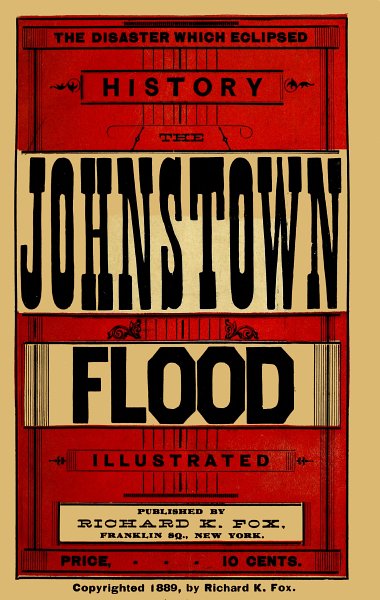 THE DISASTER WHICH ECLIPSED
HISTORY
THE
JOHNSTOWN
FLOOD
ILLUSTRATED
PUBLISHED BY
RICHARD K. FOX,
FRANKLIN SQ., NEW YORK.
PRICE, - - - 10 CENTS.
Copyrighted 1889, by Richard K. Fox.